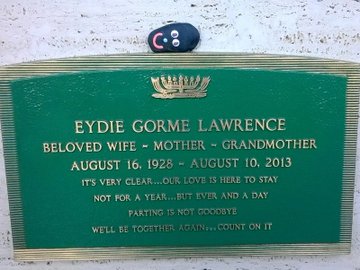 EYDIE GORME LAWRENCE
BELOVED WIFE ~ MOTHER ~ GRANDMOTHER
AUGUST 16, 1928 ~ AUGUST 10, 2013
IT'S VERY CLEAR...OUR LOVE IS HERE TO STAY
NOT FOR A YEAR...BUT EVER AND A DAY
PARTING IS NOT GOODBYE
WE'LL BE TOGETHER AGAIN...COUNT ON IT